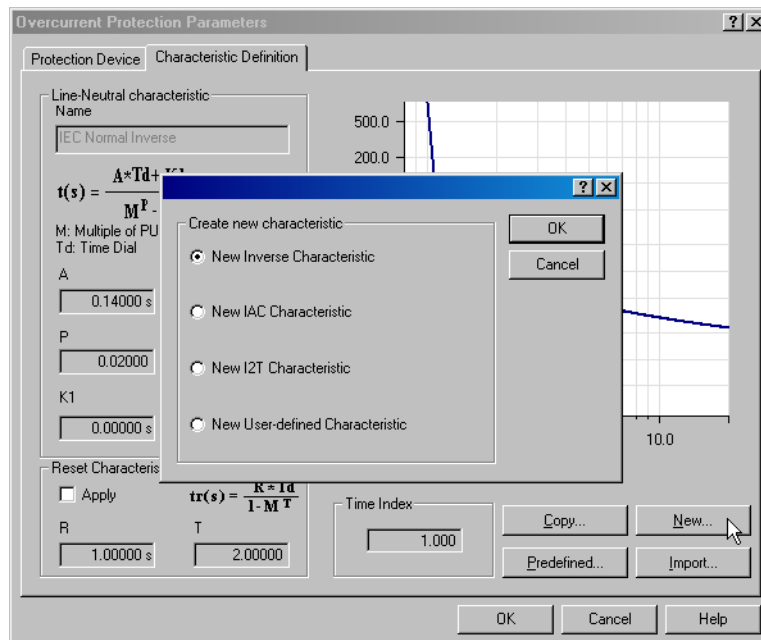 Overcurrent Protection Parameters
Protection Device
Characteristic Definition
Line-Neutral characteristic
Name
IEC Normal Inverse
t(s) = A*Td+
M^P -
M: Multiple of PU
Td: Time Dial
A
0.14000 s
P
0.02000
K1
0.00000 s
500.0
200.0
10.0
Create new characteristic
New Inverse Characteristic
New IAC Characteristic
New I2T Characteristic
New User-defined Characteristic
OK
Cancel
Reset Characteris
Apply
tr(s) = R*Td
1-M^T
R
1.00000 s
T
2.00000
Time Index
1.000
Copy...
New...
Predefined...
Import...
OK
Cancel
Help